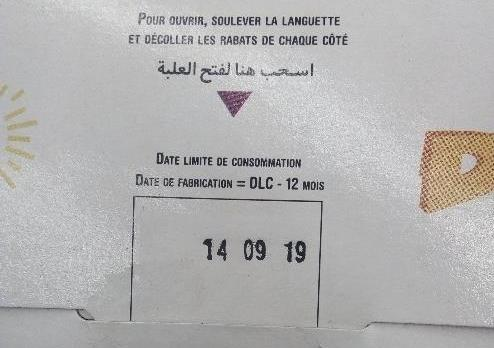 POUR OUVRIR, SOULEVER LA LANGUETTE
ET DÉCOLLER LES RABATS DE CHAQUE CÔTÉ
اسحب هنا لفتح العلبة
DATE LIMITE DE CONSOMMATION
DATE DE FABRICATION = DLC - 12 MOIS
14 09 19